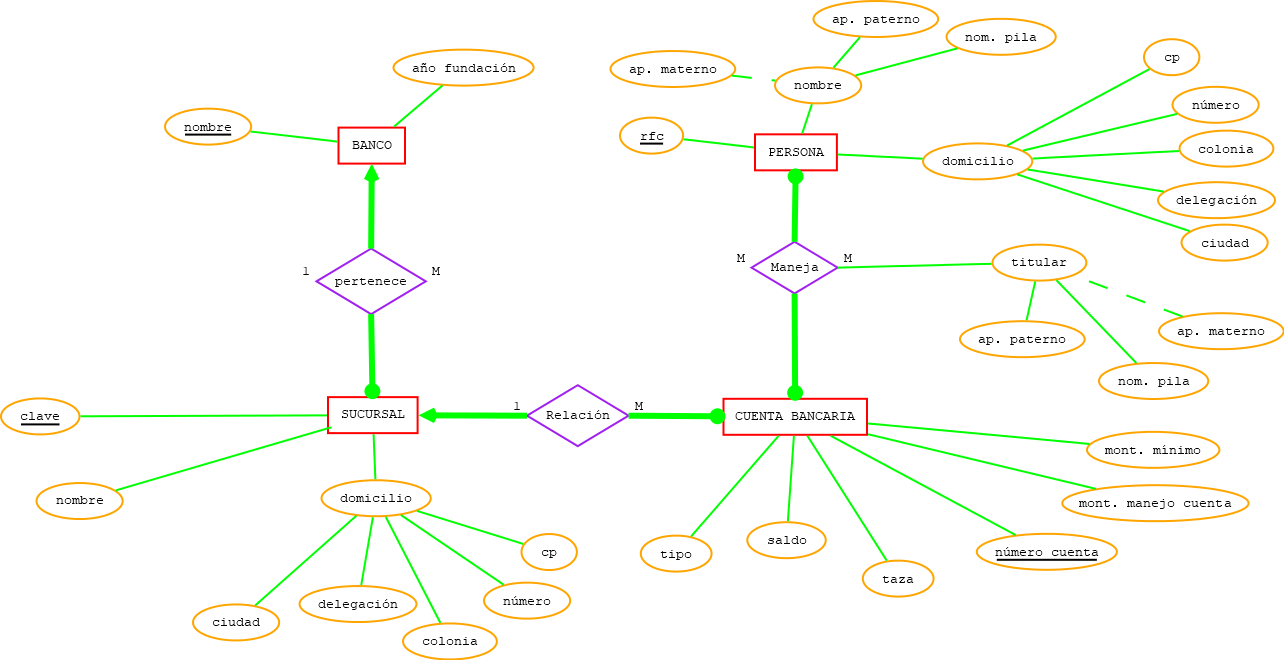 ap. paterno
nom. pila
año fundación
ap. materno
cp
nombre
número
nombre
rfc
BANCO
colonia
PERSONA
domicilio
delegación
ciudad
M
M
titular
1
M
Maneja
pertenece
ap. materno
ap. paterno
nom. pila
1
M
clave
SUCURSAL
Relación
CUENTA BANCARIA
mont. mínimo
nombre
domicilio
mont. manejo cuenta
saldo
cp
tipo
número cuenta
taza
delegación
número
ciudad
colonia